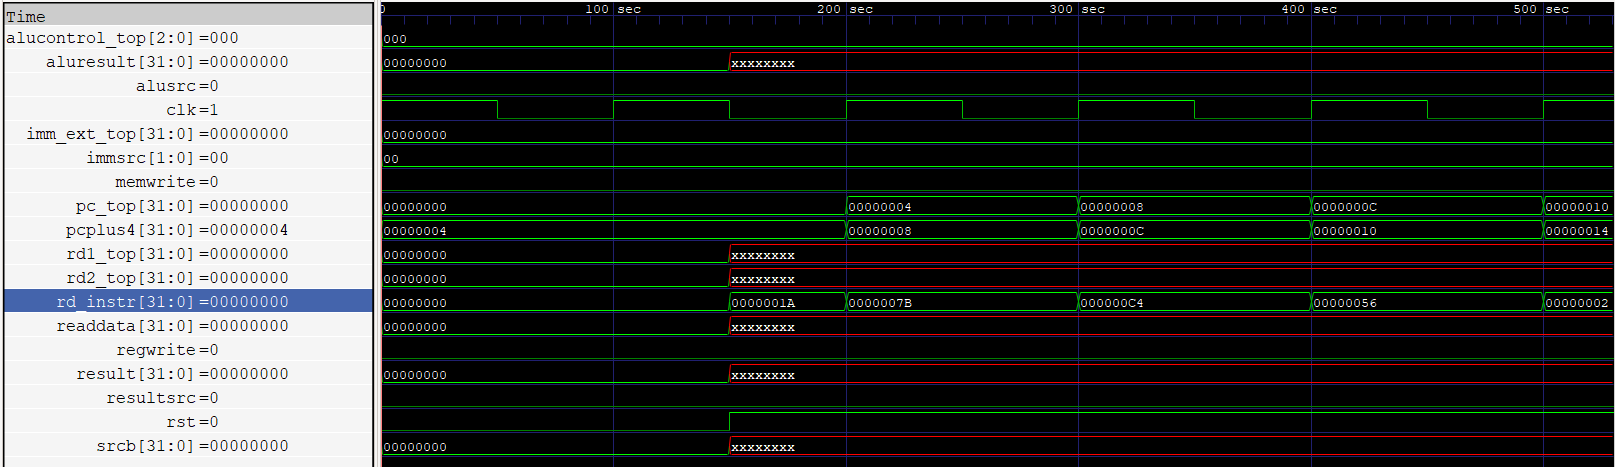 Time
0 100 sec 200 sec 300 sec 400 sec 500 sec
alucontrol_top[2:0]=000 000
aluresult[31:0]=00000000 00000000 xxxxxxxx
alusrc=0
clk=1
imm_ext_top[31:0]=00000000 00000000
immsrc[1:0]=00 00
memwrite=0
pc_top[31:0]=00000000 00000000 00000004 00000008 0000000C 00000010
pcplus4[31:0]=00000004 00000004 00000008 0000000C 00000010 00000014
rd1_top[31:0]=00000000 00000000 xxxxxxxx
rd2_top[31:0]=00000000 00000000 xxxxxxxx
rd_instr[31:0]=00000000 00000000 0000001A 0000007B 000000C4 00000056 00000002
readdata[31:0]=00000000 00000000 xxxxxxxx
regwrite=0
result[31:0]=00000000 00000000 xxxxxxxx
resultsrc=0
rst=0
srcb[31:0]=00000000 00000000 xxxxxxxx